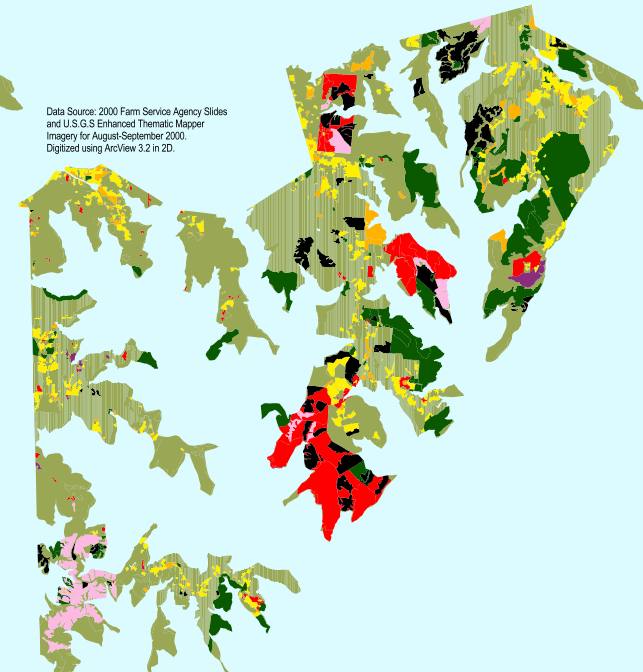 Data Source: 2000 Farm Service Agency Slides
and U.S.G.S Enhanced Thematic Mapper
Imagery for August-September 2000.
Digitized using ArcView 3.2 in 2D.